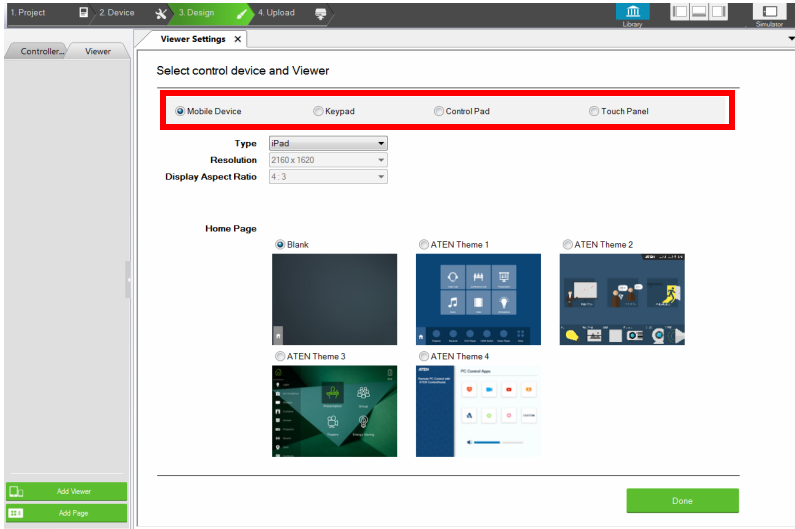 1. Project
2. Device
3. Design
4. Upload
Library
Simulator
Controller... Viewer
Viewer Settings X
Select control device and Viewer
Mobile Device
Keypad
Control Pad
Touch Panel
Type iPad
Resolution 2160 x 1620
Display Aspect Ratio 4 : 3
Home Page
Blank
ATEN Theme 1
ATEN Theme 2
ATEN Theme 3
ATEN Theme 4
ATEN
PC Control Apps
Presentation
Add Viewer
Add Page
Done